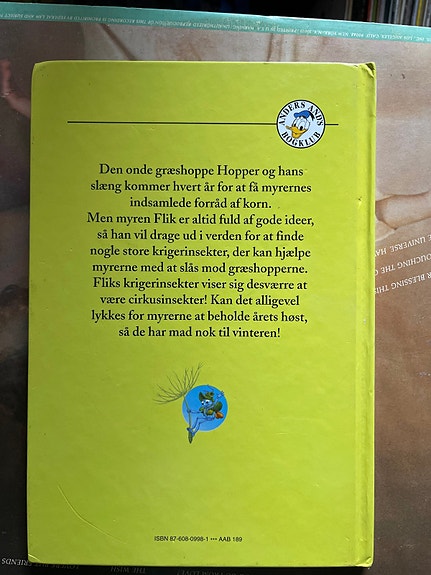 ANDERS ANDS
BOGKLUB
Den onde græshoppe Hopper og hans
slæng kommer hvert år for at få myrernes
indsamlede forråd af korn.
Men myren Flik er altid fuld af gode ideer,
så han vil drage ud i verden for at finde
nogle store krigerinsekter, der kan hjælpe
myrerne med at slås mod græshopperne.
Fliks krigerinsekter viser sig desværre at
være cirkusinsekter! Kan det alligevel
lykkes for myrerne at beholde årets høst,
så de har mad nok til vinteren!
ISBN 87-608-0998-1 ••• AAB 189